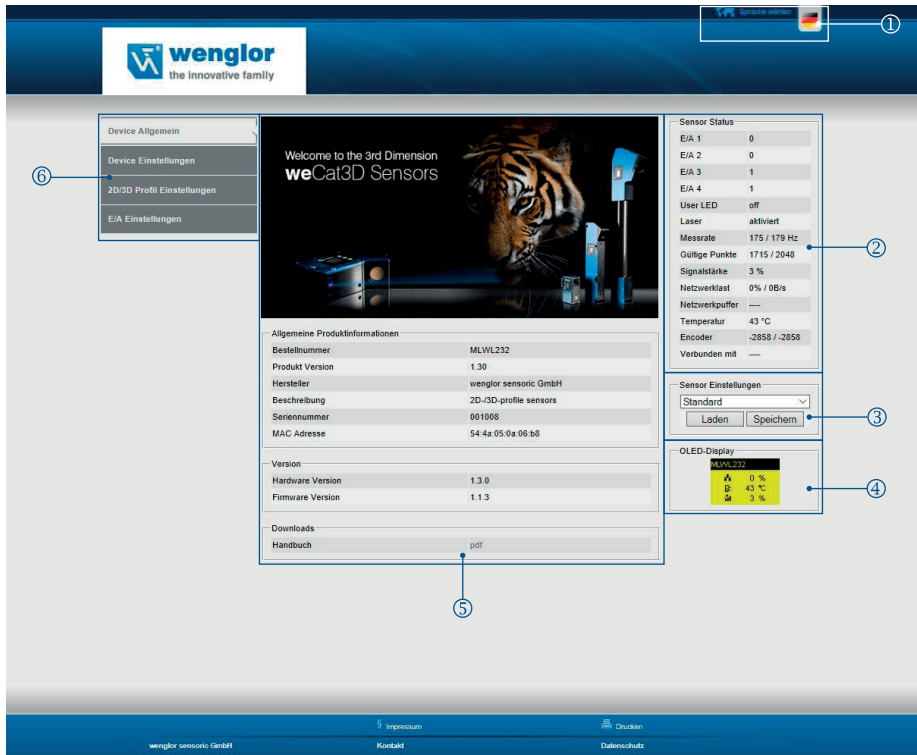 Sprache wählen
①
wenglor
the innovative family
Device Allgemein
Device Einstellungen
2D/3D Profil Einstellungen
E/A Einstellungen
⑥
Welcome to the 3rd Dimension
weCat3D Sensors
Sensor Status
E/A 1 0
E/A 2 0
E/A 3 1
E/A 4 1
User LED off
Laser aktiviert
Messrate 175 / 179 Hz
Gültige Punkte 1715 / 2048
Signalstärke 3 %
Netzwerklast 0% / 0B/s
Netzwerkpuffer ----
Temperatur 43 °C
Encoder -2858 / -2858
Verbunden mit ----
②
Allgemeine Produktinformationen
Bestellnummer MLWL232
Produkt Version 1.30
Hersteller wenglor sensoric GmbH
Beschreibung 2D-/3D-profile sensors
Seriennummer 001008
MAC Adresse 54:4a:05:0a:06:b8
Sensor Einstellungen
Standard
Laden Speichern
③
OLED-Display
MLWL232
0 %
43 °C
3 %
④
Version
Hardware Version 1.3.0
Firmware Version 1.1.3
Downloads
Handbuch pdf
⑤
§ Impressum Drucken
wenglor sensoric GmbH Kontakt Datenschutz